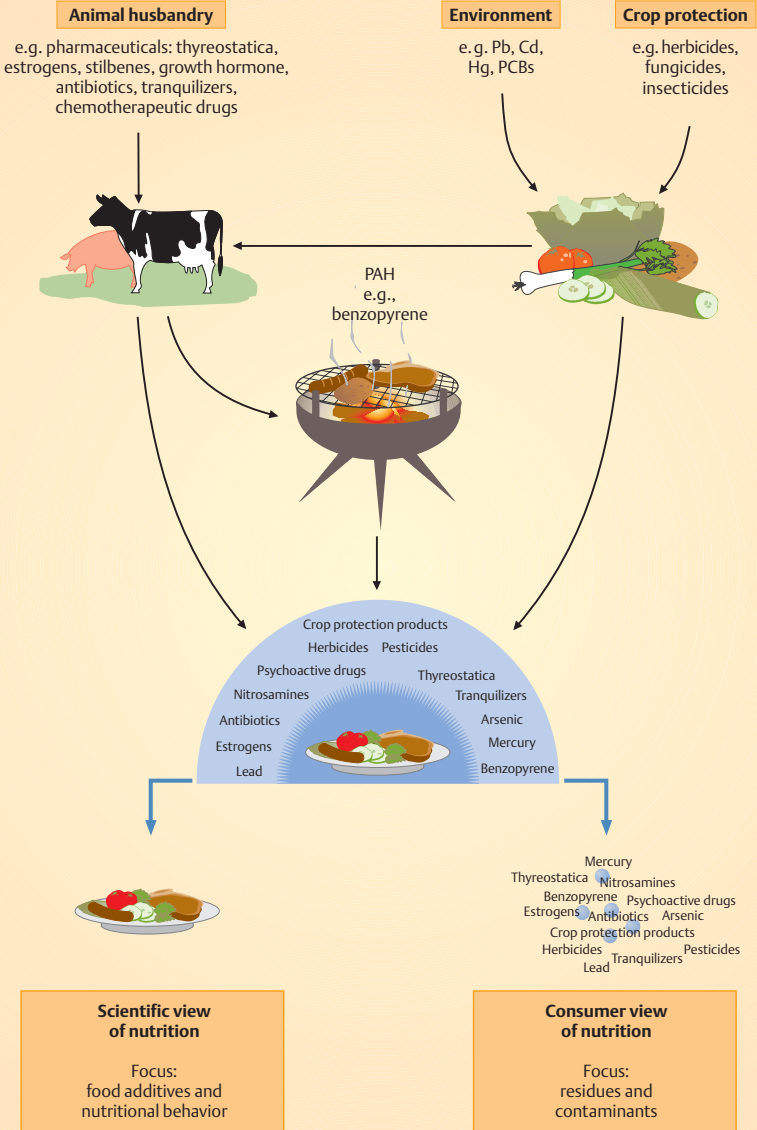 Animal husbandry
e.g. pharmaceuticals: thyreostatica,
estrogens, stilbenes, growth hormone,
antibiotics, tranquilizers,
chemotherapeutic drugs
Environment
e.g. Pb, Cd,
Hg, PCBs
Crop protection
e.g. herbicides,
fungicides,
insecticides
PAH
e.g.,
benzopyrene
Crop protection products
Herbicides Pesticides
Psychoactive drugs Thyreostatica
Nitrosamines Tranquilizers
Antibiotics Arsenic
Estrogens Mercury
Lead Benzopyrene
Mercury
Thyreostatica Nitrosamines
Benzopyrene Psychoactive drugs
Estrogens Antibiotics Arsenic
Crop protection products
Herbicides Tranquilizers Pesticides
Lead
Scientific view
of nutrition
Focus:
food additives and
nutritional behavior
Consumer view
of nutrition
Focus:
residues and
contaminants